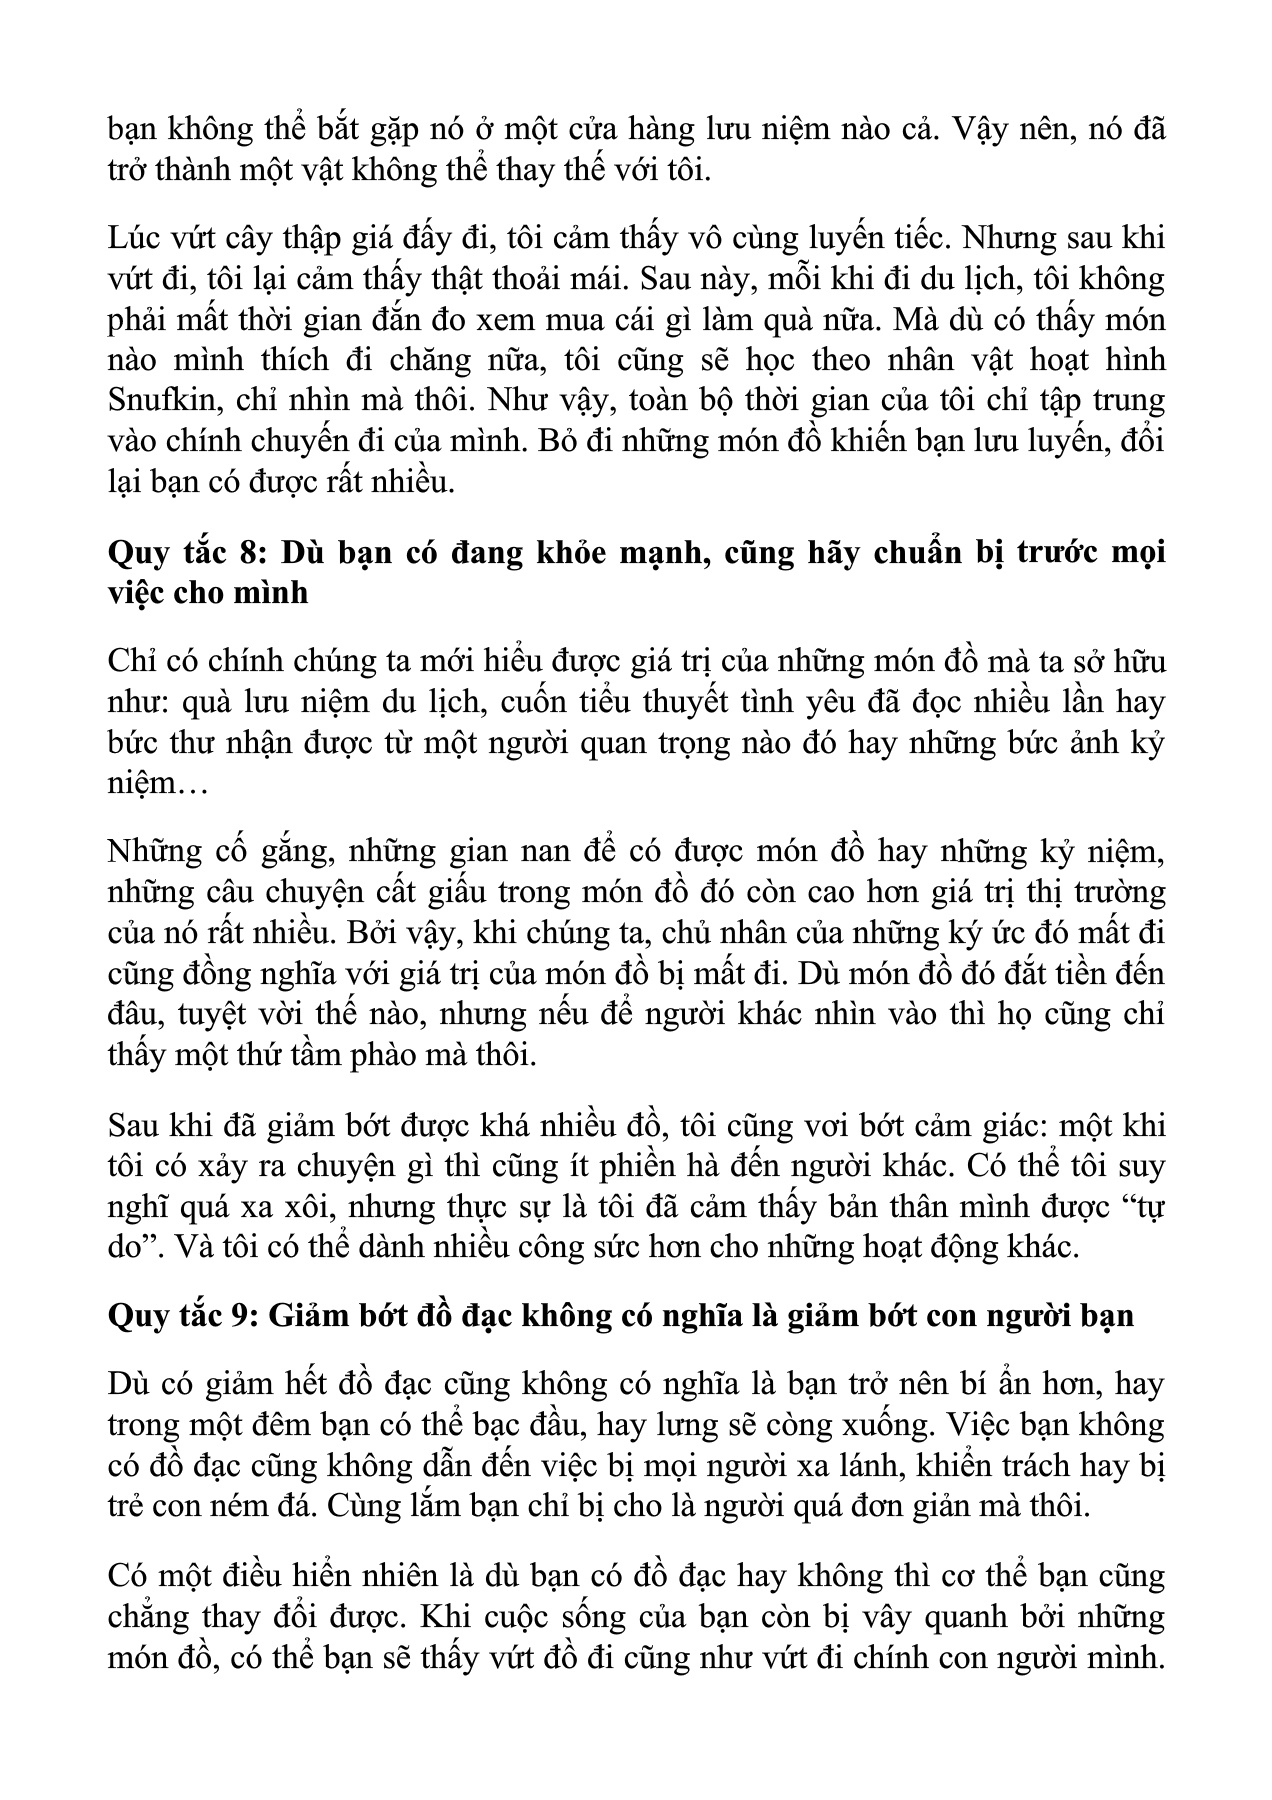 bạn không thể bắt gặp nó ở một cửa hàng lưu niệm nào cả. Vậy nên, nó đã
trở thành một vật không thể thay thế với tôi.
Lúc vứt cây thập giá đấy đi, tôi cảm thấy vô cùng luyến tiếc. Nhưng sau khi
vứt đi, tôi lại cảm thấy thật thoải mái. Sau này, mỗi khi đi du lịch, tôi không
phải mất thời gian đắn đo xem mua cái gì làm quà nữa. Mà dù có thấy món
nào mình thích đi chăng nữa, tôi cũng sẽ học theo nhân vật hoạt hình
Snufkin, chỉ nhìn mà thôi. Như vậy, toàn bộ thời gian của tôi chỉ tập trung
vào chính chuyến đi của mình. Bỏ đi những món đồ khiến bạn lưu luyến, đổi
lại bạn có được rất nhiều.
Quy tắc 8: Dù bạn có đang khỏe mạnh, cũng hãy chuẩn bị trước mọi
việc cho mình
Chỉ có chính chúng ta mới hiểu được giá trị của những món đồ mà ta sở hữu
như: quà lưu niệm du lịch, cuốn tiểu thuyết tình yêu đã đọc nhiều lần hay
bức thư nhận được từ một người quan trọng nào đó hay những bức ảnh kỷ
niệm…
Những cố gắng, những gian nan để có được món đồ hay những kỷ niệm,
những câu chuyện cất giấu trong món đồ đó còn cao hơn giá trị thị trường
của nó rất nhiều. Bởi vậy, khi chúng ta, chủ nhân của những ký ức đó mất đi
cũng đồng nghĩa với giá trị của món đồ bị mất đi. Dù món đồ đó đắt tiền đến
đâu, tuyệt vời thế nào, nhưng nếu để người khác nhìn vào thì họ cũng chỉ
thấy một thứ tầm phào mà thôi.
Sau khi đã giảm bớt được khá nhiều đồ, tôi cũng vơi bớt cảm giác: một khi
tôi có xảy ra chuyện gì thì cũng ít phiền hà đến người khác. Có thể tôi suy
nghĩ quá xa xôi, nhưng thực sự là tôi đã cảm thấy bản thân mình được “tự
do”. Và tôi có thể dành nhiều công sức hơn cho những hoạt động khác.
Quy tắc 9: Giảm bớt đồ đạc không có nghĩa là giảm bớt con người bạn
Dù có giảm hết đồ đạc cũng không có nghĩa là bạn trở nên bí ẩn hơn, hay
trong một đêm bạn có thể bạc đầu, hay lưng sẽ còng xuống. Việc bạn không
có đồ đạc cũng không dẫn đến việc bị mọi người xa lánh, khiển trách hay bị
trẻ con ném đá. Cùng lắm bạn chỉ bị cho là người quá đơn giản mà thôi.
Có một điều hiển nhiên là dù bạn có đồ đạc hay không thì cơ thể bạn cũng
chẳng thay đổi được. Khi cuộc sống của bạn còn bị vây quanh bởi những
món đồ, có thể bạn sẽ thấy vứt đồ đi cũng như vứt đi chính con người mình.